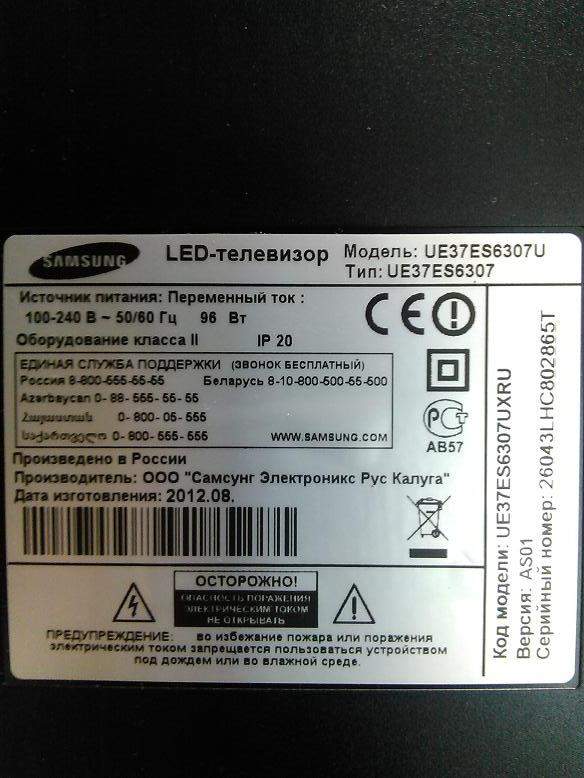 SAMSUNG
LED-телевизор
Модель: UE37ES6307U
Тип: UE37ES6307
Источник питания: Переменный ток :
100-240 В ~ 50/60 Гц 96 Вт
Оборудование класса II IP 20
ЕДИНАЯ СЛУЖБА ПОДДЕРЖКИ (ЗВОНОК БЕСПЛАТНЫЙ)
Россия 8-800-555-55-55 Беларусь 8-10-800-500-55-500
Azerbaycan 0- 88- 555- 55- 55
Հայաստան 0- 800- 05- 555
საქართველო 0- 800- 555- 555 WWW.SAMSUNG.COM
CE
РСТ
АВ57
Произведено в России
Производитель: ООО "Самсунг Электроникс Рус Калуга"
Дата изготовления: 2012.08.
ОСТОРОЖНО!
ОПАСНОСТЬ ПОРАЖЕНИЯ
ЭЛЕКТРИЧЕСКИМ ТОКОМ
НЕ ОТКРЫВАТЬ
ПРЕДУПРЕЖДЕНИЕ: во избежание пожара или поражения
электрическим током запрещается пользоваться устройством
под дождем или во влажной среде.
Код модели: UE37ES6307UXRU
Версия: AS01
Серийный номер: 26043LHC802865T